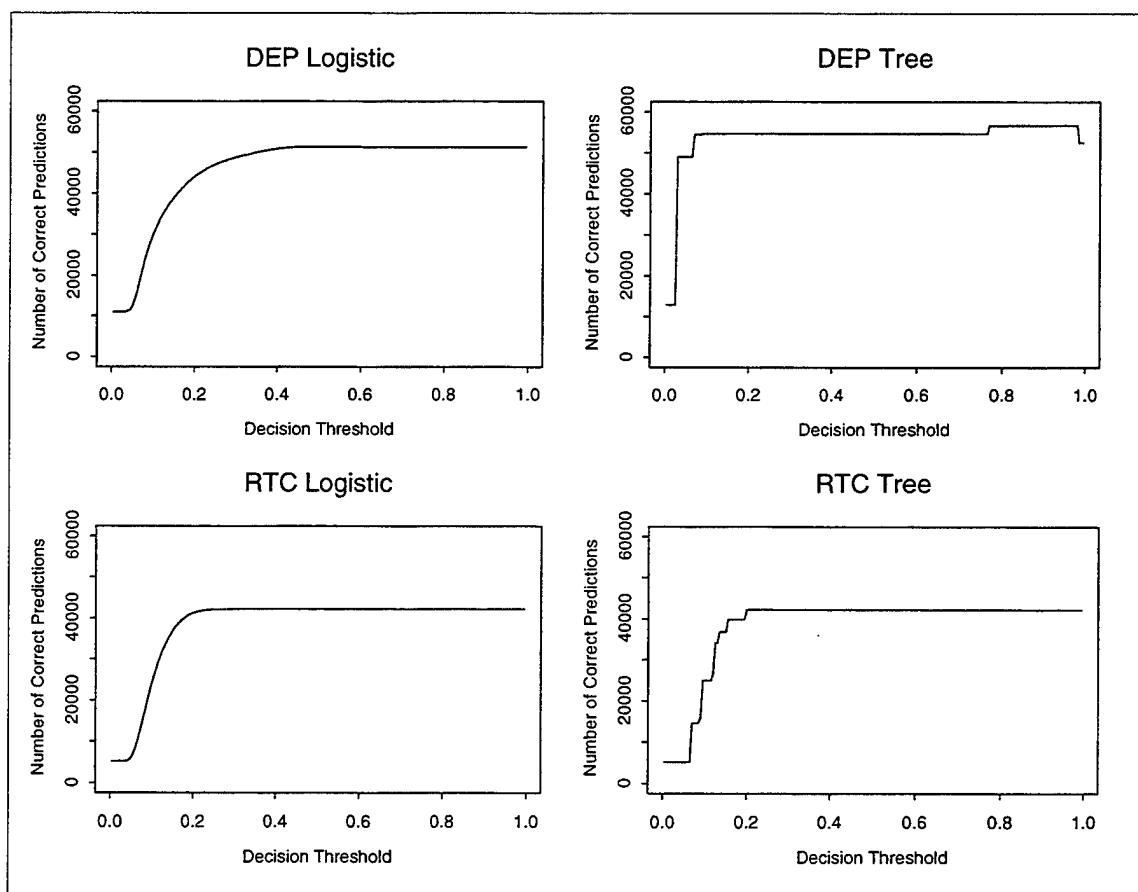 DEP Logistic
Number of Correct Predictions
60000
40000
20000
0
0.0 0.2 0.4 0.6 0.8 1.0
Decision Threshold
DEP Tree
Number of Correct Predictions
60000
40000
20000
0
0.0 0.2 0.4 0.6 0.8 1.0
Decision Threshold
RTC Logistic
Number of Correct Predictions
60000
40000
20000
0
0.0 0.2 0.4 0.6 0.8 1.0
Decision Threshold
RTC Tree
Number of Correct Predictions
60000
40000
20000
0
0.0 0.2 0.4 0.6 0.8 1.0
Decision Threshold